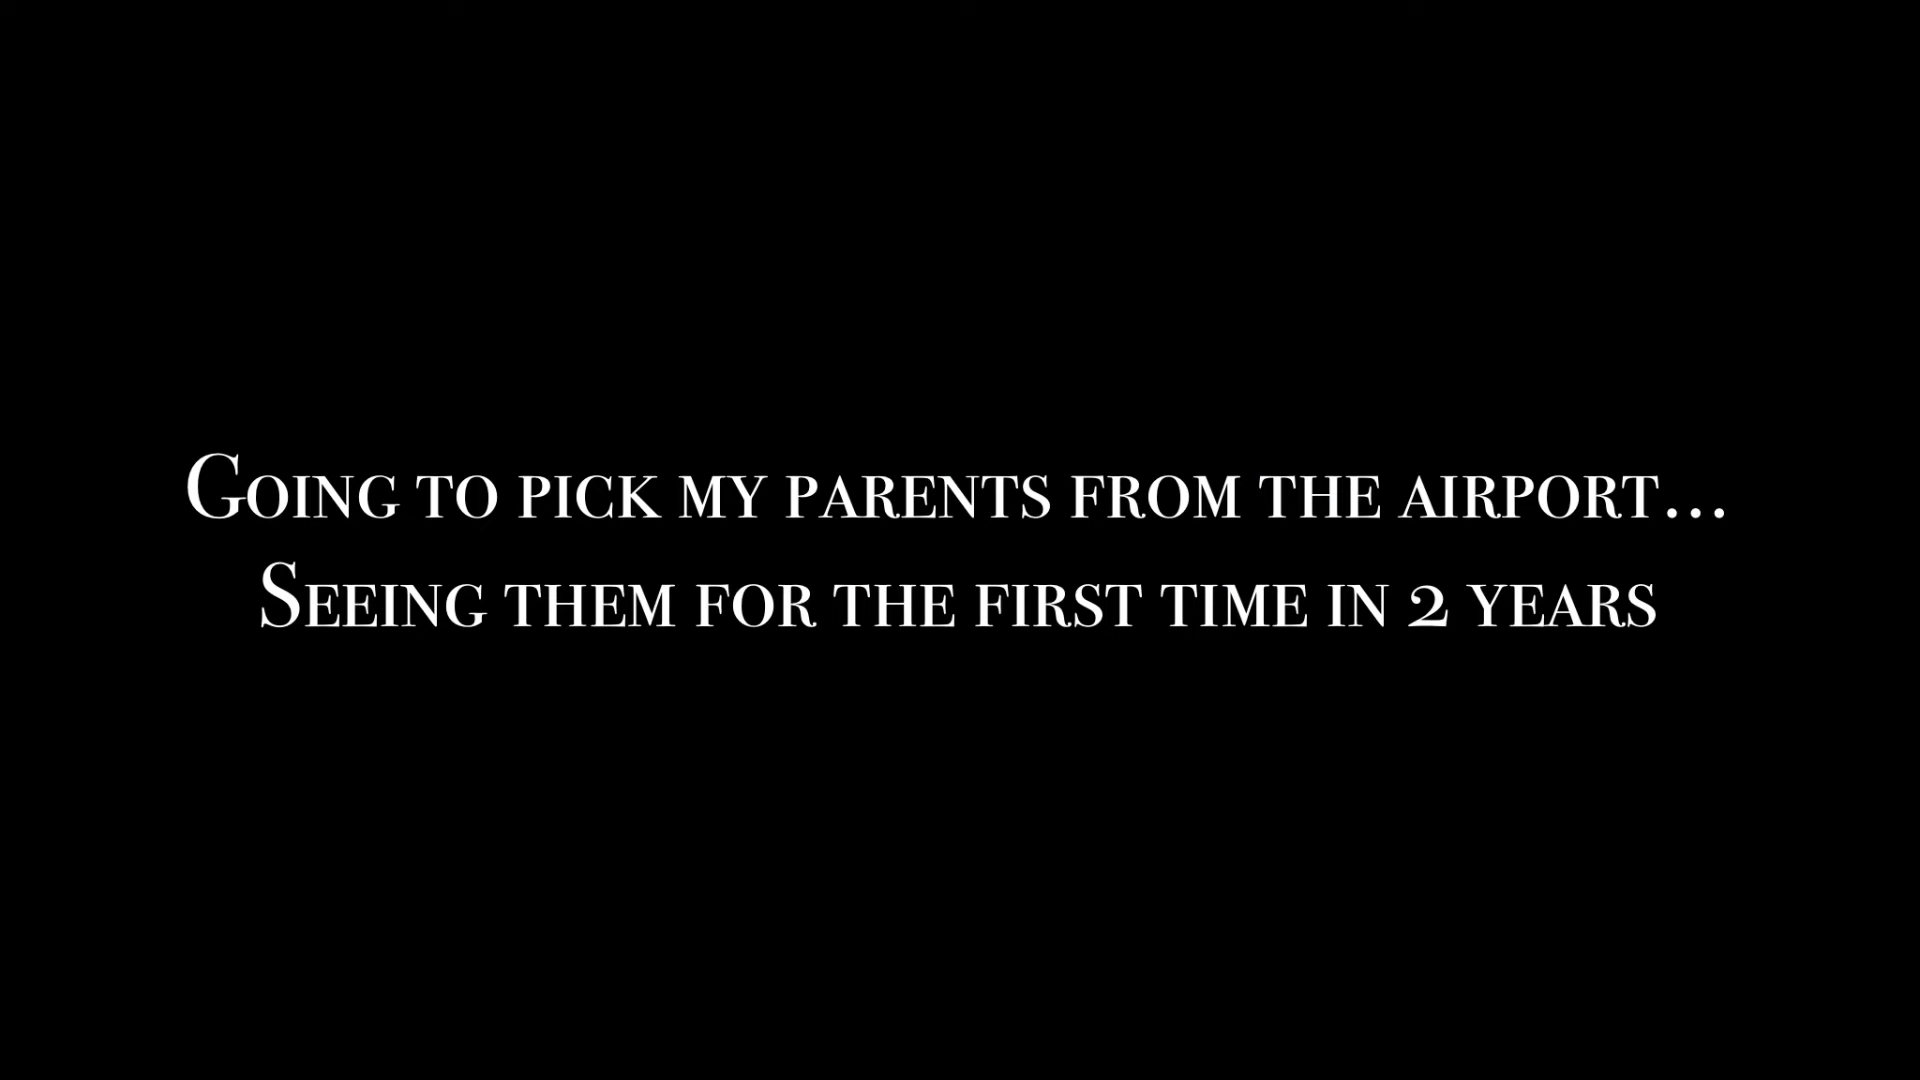 Going to pick my parents from the airport...
Seeing them for the first time in 2 years